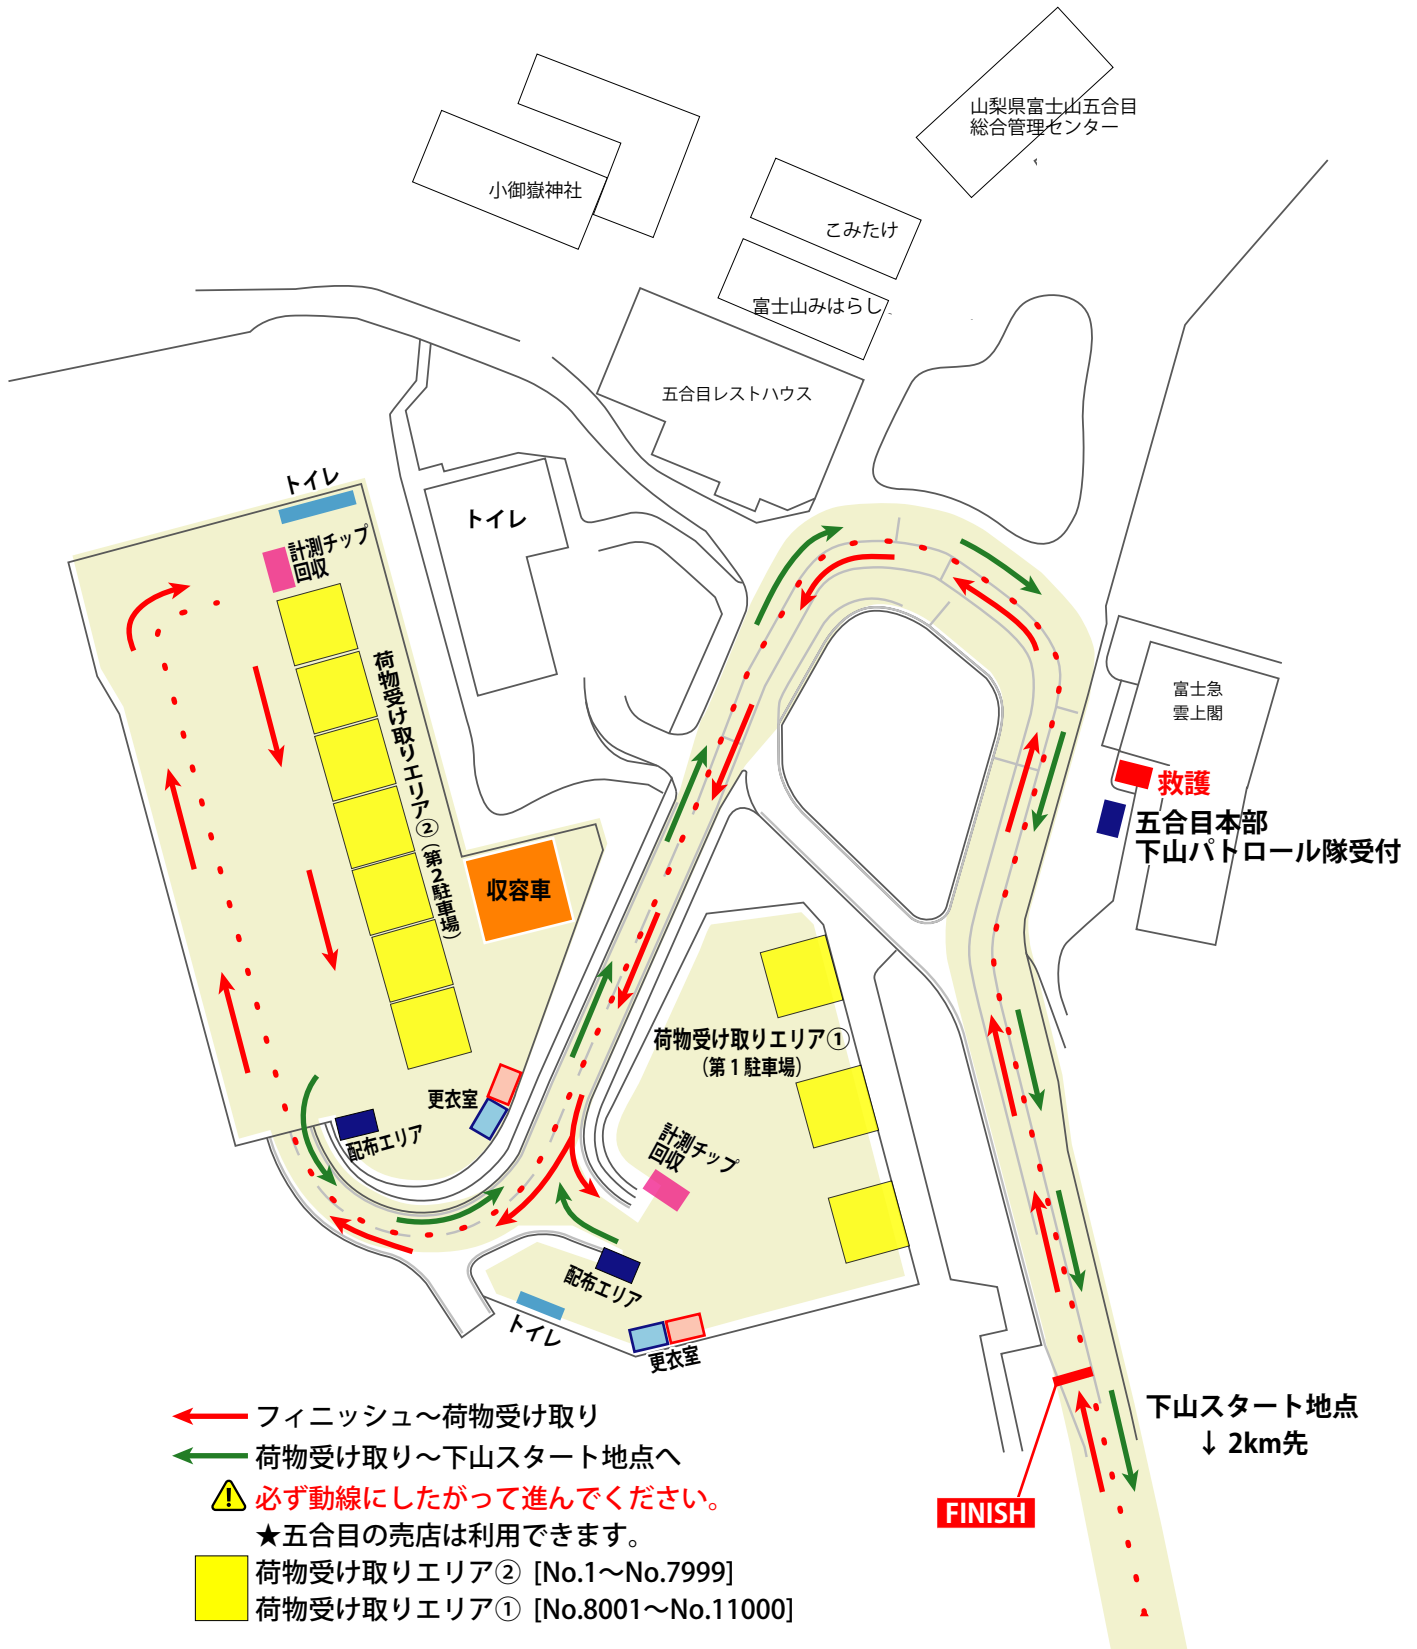 山梨県富士山五合目
総合管理センター
小御嶽神社
こみたけ
富士山みはらし
五合目レストハウス
トイレ
トイレ
計測チップ
回収
荷物受け取りエリア②（第2駐車場）
富士急
雲上閣
救護
五合目本部
下山パトロール隊受付
収容車
荷物受け取りエリア①
（第1駐車場）
更衣室
配布エリア
計測チップ
回収
配布エリア
トイレ
更衣室
フィニッシュ～荷物受け取り
荷物受け取り～下山スタート地点へ
必ず動線にしたがって進んでください。
★五合目の売店は利用できます。
荷物受け取りエリア② [No.1～No.7999]
荷物受け取りエリア① [No.8001～No.11000]
下山スタート地点
↓ 2km先
FINISH